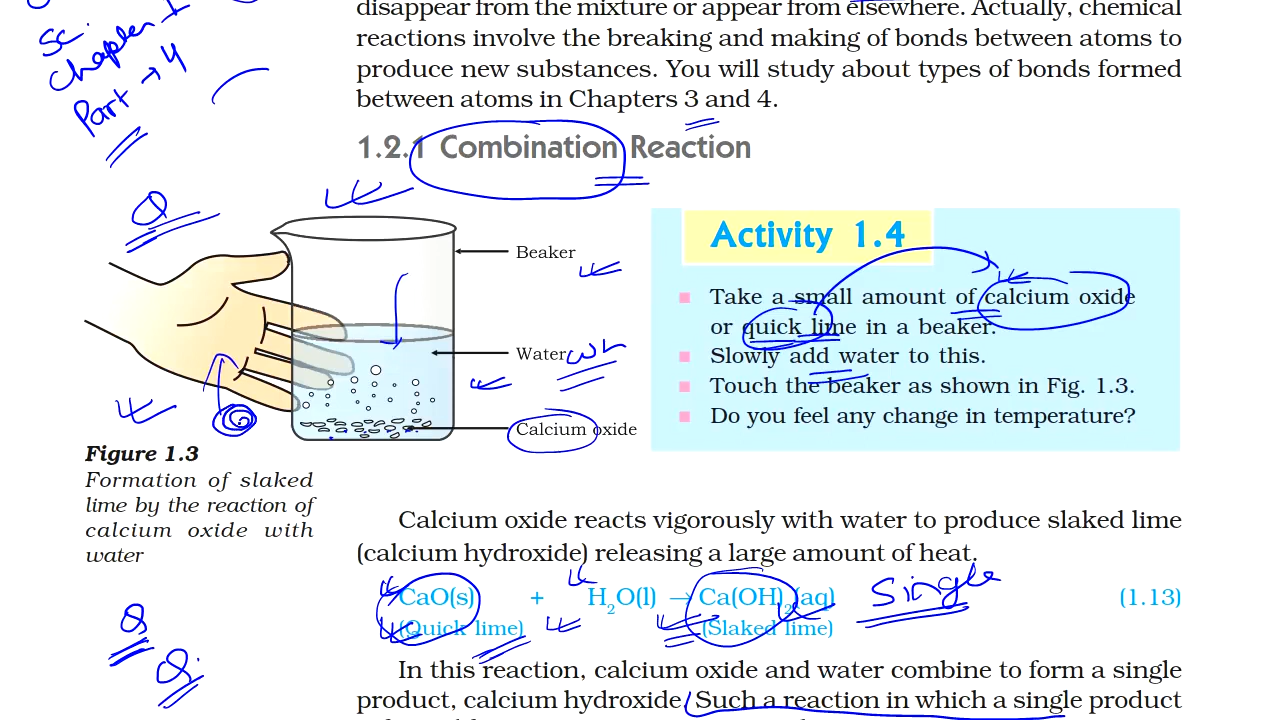 disappear from the mixture or appear from elsewhere. Actually, chemical
reactions involve the breaking and making of bonds between atoms to
produce new substances. You will study about types of bonds formed
between atoms in Chapters 3 and 4.
Sc
Chapter 1
Part → 4
1.2.1 Combination Reaction
Beaker
Water
Calcium oxide
Activity 1.4
Take a small amount of calcium oxide
or quick lime in a beaker.
Slowly add water to this.
Touch the beaker as shown in Fig. 1.3.
Do you feel any change in temperature?
Figure 1.3
Formation of slaked
lime by the reaction of
calcium oxide with
water
Calcium oxide reacts vigorously with water to produce slaked lime
(calcium hydroxide) releasing a large amount of heat.
CaO(s) + H₂O(l) → Ca(OH)₂(aq) Single (1.13)
(Quick lime) (Slaked lime)
In this reaction, calcium oxide and water combine to form a single
product, calcium hydroxide. Such a reaction in which a single product